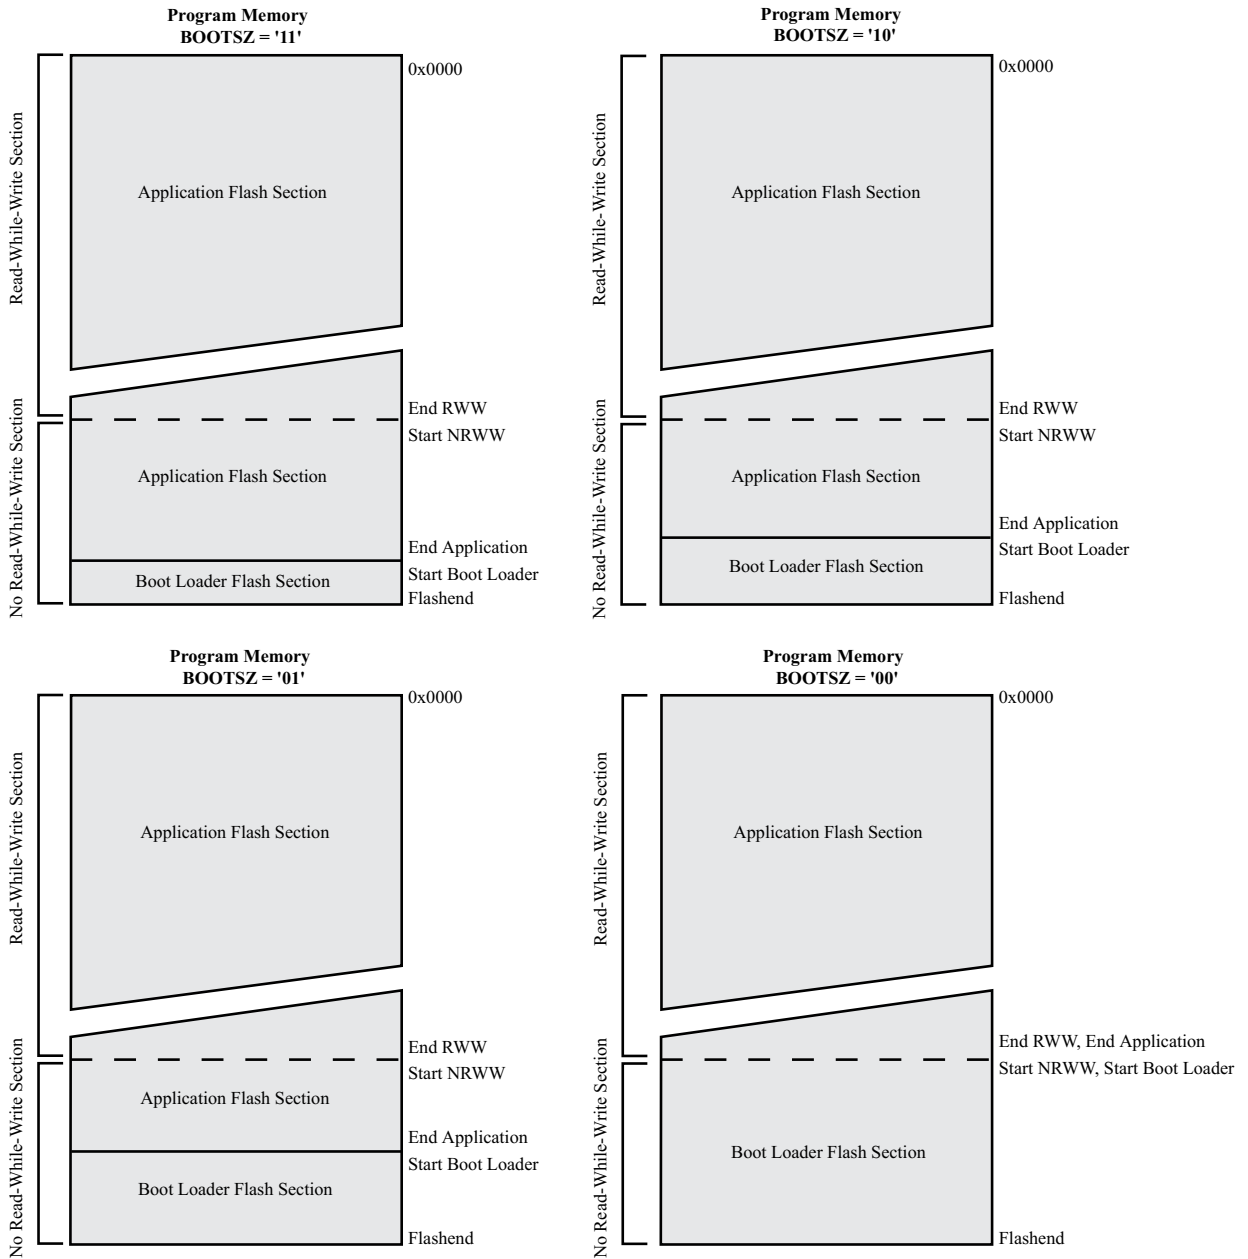 Program Memory
BOOTSZ = '11'
0x0000
Read-While-Write Section
Application Flash Section
End RWW
Start NRWW
No Read-While-Write Section
Application Flash Section
End Application
Start Boot Loader
Boot Loader Flash Section
Flashend
Program Memory
BOOTSZ = '10'
0x0000
Read-While-Write Section
Application Flash Section
End RWW
Start NRWW
No Read-While-Write Section
Application Flash Section
End Application
Start Boot Loader
Boot Loader Flash Section
Flashend
Program Memory
BOOTSZ = '01'
0x0000
Read-While-Write Section
Application Flash Section
End RWW
Start NRWW
No Read-While-Write Section
Application Flash Section
End Application
Start Boot Loader
Boot Loader Flash Section
Flashend
Program Memory
BOOTSZ = '00'
0x0000
Read-While-Write Section
Application Flash Section
End RWW, End Application
Start NRWW, Start Boot Loader
No Read-While-Write Section
Boot Loader Flash Section
Flashend